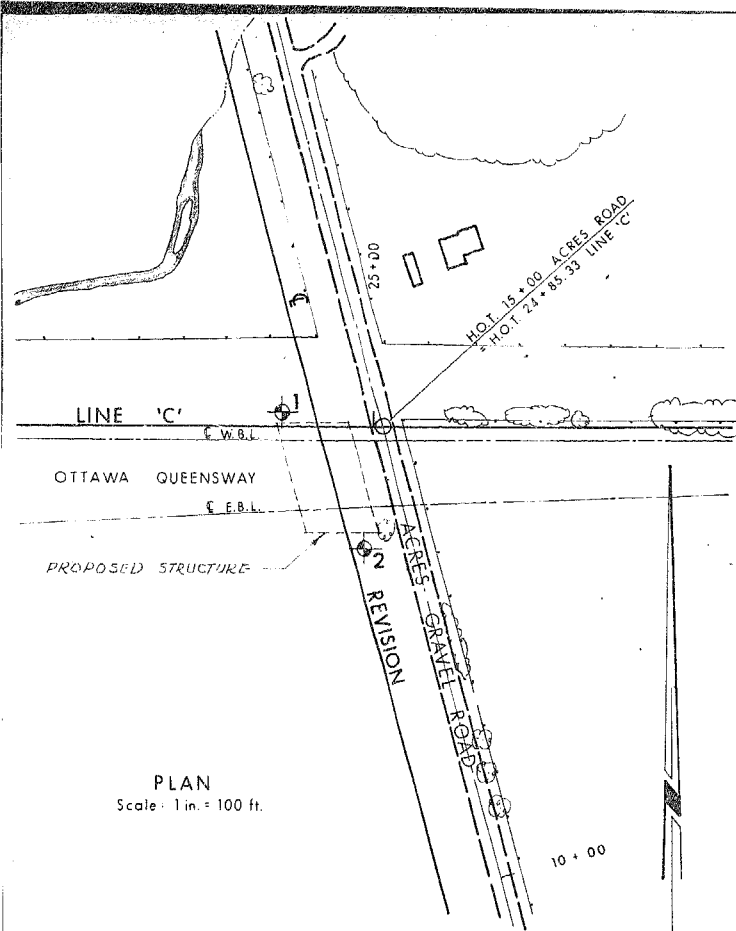 25+00
H.O.T. 15 + 00 ACRES ROAD
= H.O.T. 24 + 85.33 LINE 'C'
1
LINE 'C'
℄ W.B.L.
OTTAWA QUEENSWAY
℄ E.B.L.
PROPOSED STRUCTURE
2
REVISION
ACRES GRAVEL ROAD
PLAN
Scale : 1 in. = 100 ft.
10 + 00
N